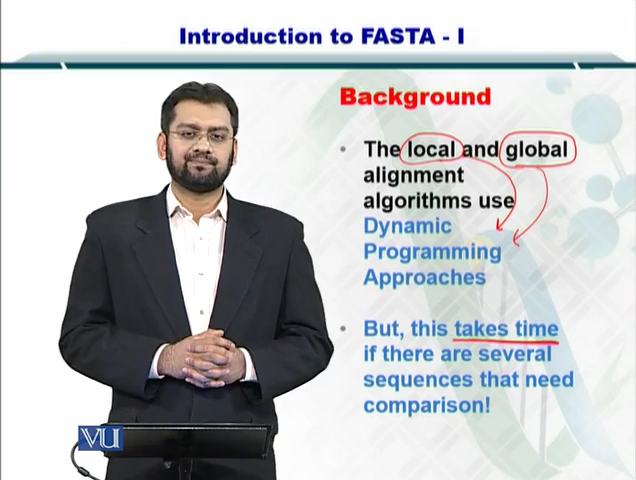 Introduction to FASTA - I
Background
• The local and global
alignment
algorithms use
Dynamic
Programming
Approaches
• But, this takes time
if there are several
sequences that need
comparison!
VU